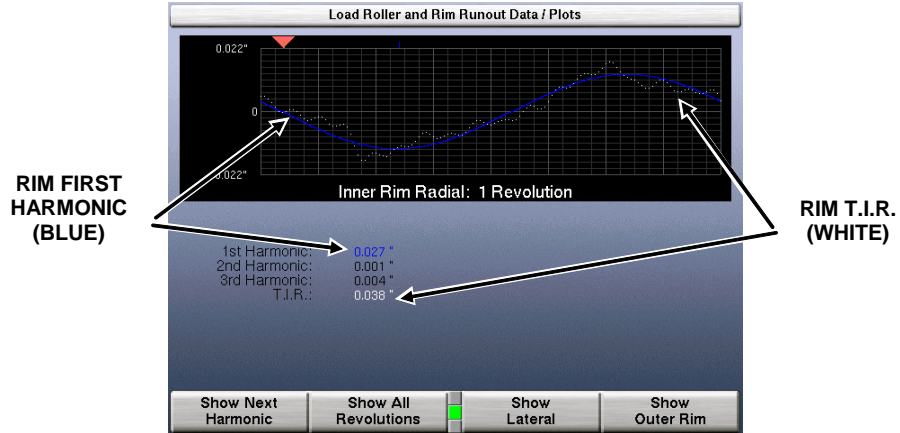 Load Roller and Rim Runout Data / Plots
0.022"
0
0.022"
Inner Rim Radial: 1 Revolution
RIM FIRST
HARMONIC
(BLUE)
RIM T.I.R.
(WHITE)
1st Harmonic: 0.027 "
2nd Harmonic: 0.001 "
3rd Harmonic: 0.004 "
T.I.R.: 0.038 "
Show Next
Harmonic
Show All
Revolutions
Show
Lateral
Show
Outer Rim